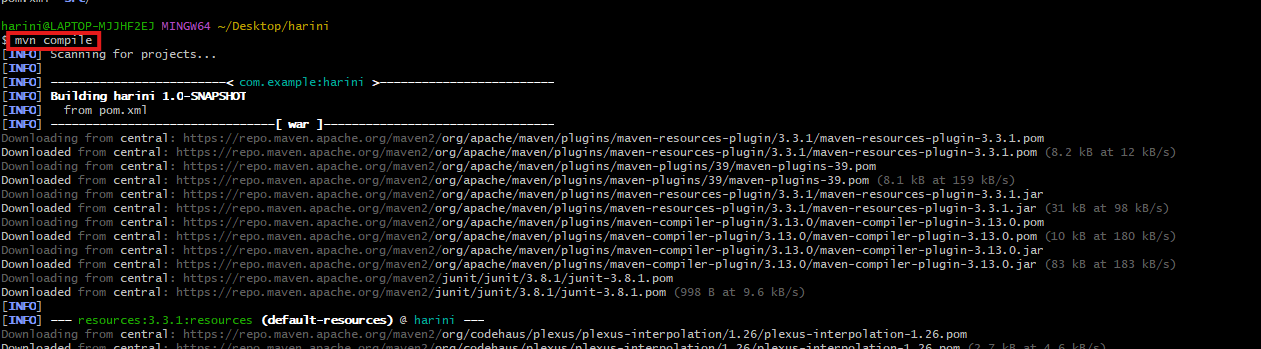 harini@LAPTOP-MJJHF2EJ MINGW64 ~/Desktop/harini
$ mvn compile
[INFO] Scanning for projects...
[INFO]
[INFO] --------------------------< com.example:harini >--------------------------
[INFO] Building harini 1.0-SNAPSHOT
[INFO]   from pom.xml
[INFO] --------------------------------[ war ]---------------------------------
Downloading from central: https://repo.maven.apache.org/maven2/org/apache/maven/plugins/maven-resources-plugin/3.3.1/maven-resources-plugin-3.3.1.pom
Downloaded from central: https://repo.maven.apache.org/maven2/org/apache/maven/plugins/maven-resources-plugin/3.3.1/maven-resources-plugin-3.3.1.pom (8.2 kB at 12 kB/s)
Downloading from central: https://repo.maven.apache.org/maven2/org/apache/maven/plugins/maven-plugins/39/maven-plugins-39.pom
Downloaded from central: https://repo.maven.apache.org/maven2/org/apache/maven/plugins/maven-plugins/39/maven-plugins-39.pom (8.1 kB at 159 kB/s)
Downloading from central: https://repo.maven.apache.org/maven2/org/apache/maven/plugins/maven-resources-plugin/3.3.1/maven-resources-plugin-3.3.1.jar
Downloaded from central: https://repo.maven.apache.org/maven2/org/apache/maven/plugins/maven-resources-plugin/3.3.1/maven-resources-plugin-3.3.1.jar (31 kB at 98 kB/s)
Downloading from central: https://repo.maven.apache.org/maven2/org/apache/maven/plugins/maven-compiler-plugin/3.13.0/maven-compiler-plugin-3.13.0.pom
Downloaded from central: https://repo.maven.apache.org/maven2/org/apache/maven/plugins/maven-compiler-plugin/3.13.0/maven-compiler-plugin-3.13.0.pom (10 kB at 180 kB/s)
Downloading from central: https://repo.maven.apache.org/maven2/org/apache/maven/plugins/maven-compiler-plugin/3.13.0/maven-compiler-plugin-3.13.0.jar
Downloaded from central: https://repo.maven.apache.org/maven2/org/apache/maven/plugins/maven-compiler-plugin/3.13.0/maven-compiler-plugin-3.13.0.jar (83 kB at 183 kB/s)
Downloading from central: https://repo.maven.apache.org/maven2/junit/junit/3.8.1/junit-3.8.1.pom
Downloaded from central: https://repo.maven.apache.org/maven2/junit/junit/3.8.1/junit-3.8.1.pom (998 B at 9.6 kB/s)
[INFO]
[INFO] --- resources:3.3.1:resources (default-resources) @ harini ---
Downloading from central: https://repo.maven.apache.org/maven2/org/codehaus/plexus/plexus-interpolation/1.26/plexus-interpolation-1.26.pom
Downloaded from central: https://repo.maven.apache.org/maven2/org/codehaus/plexus/plexus-interpolation/1.26/plexus-interpolation-1.26.pom (2.7 kB at 4.6 kB/s)